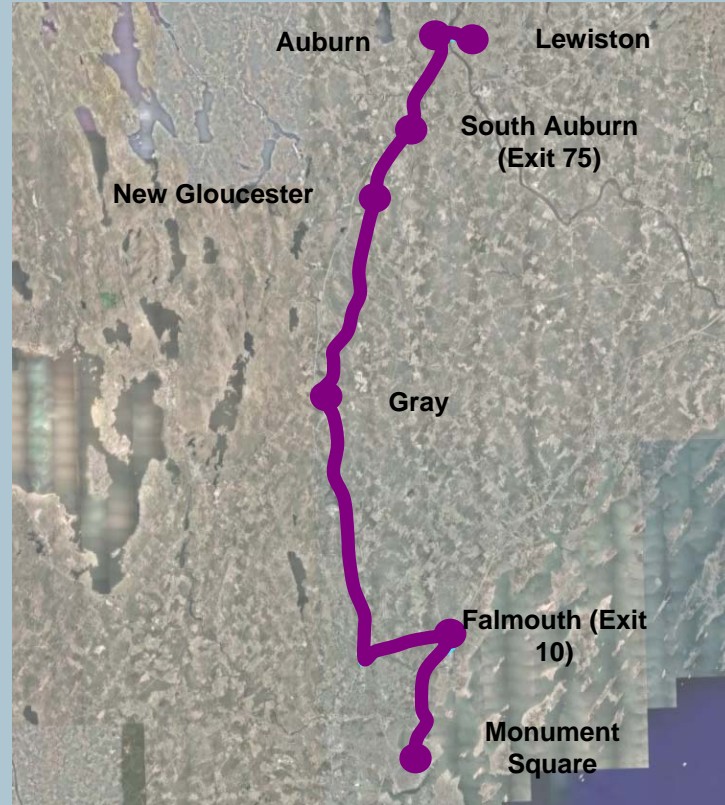 Auburn
Lewiston
South Auburn
(Exit 75)
New Gloucester
Gray
Falmouth (Exit
10)
Monument
Square